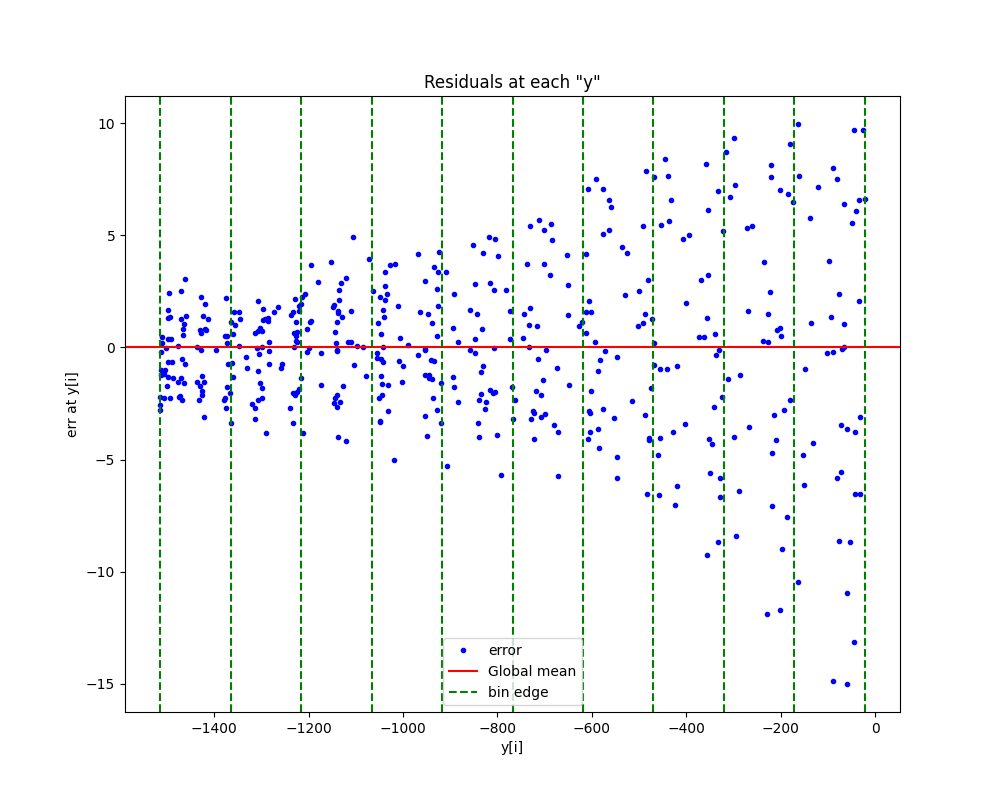 Residuals at each "y"
err at y[i]
10
5
0
−5
−10
−15
error
Global mean
bin edge
−1400 −1200 −1000 −800 −600 −400 −200 0
y[i]